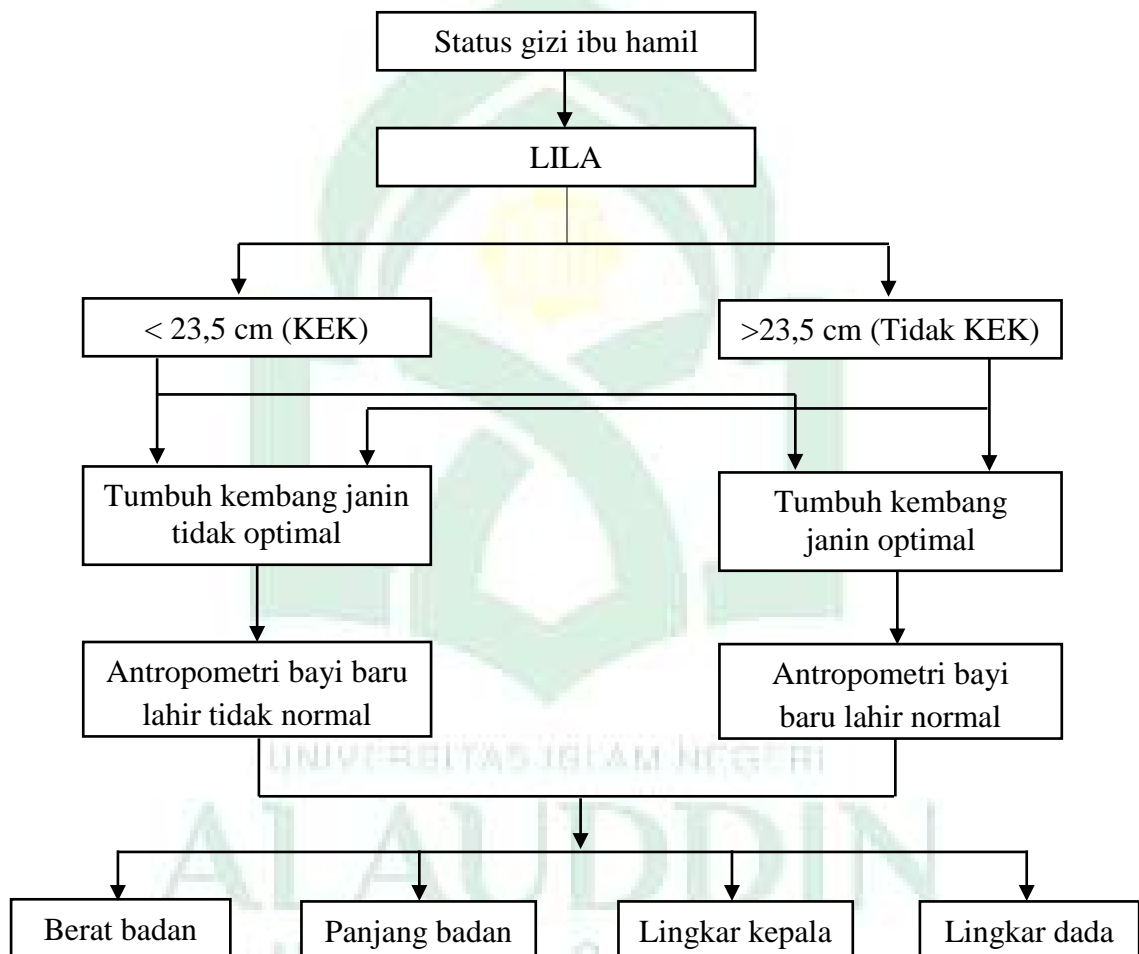 Status gizi ibu hamil
LILA
< 23,5 cm (KEK)
>23,5 cm (Tidak KEK)
Tumbuh kembang janin
tidak optimal
Tumbuh kembang
janin optimal
Antropometri bayi baru
lahir tidak normal
Antropometri bayi
baru lahir normal
UNIVERSITAS ISLAM NEGERI
ALAUDDIN
Berat badan
Panjang badan
Lingkar kepala
Lingkar dada